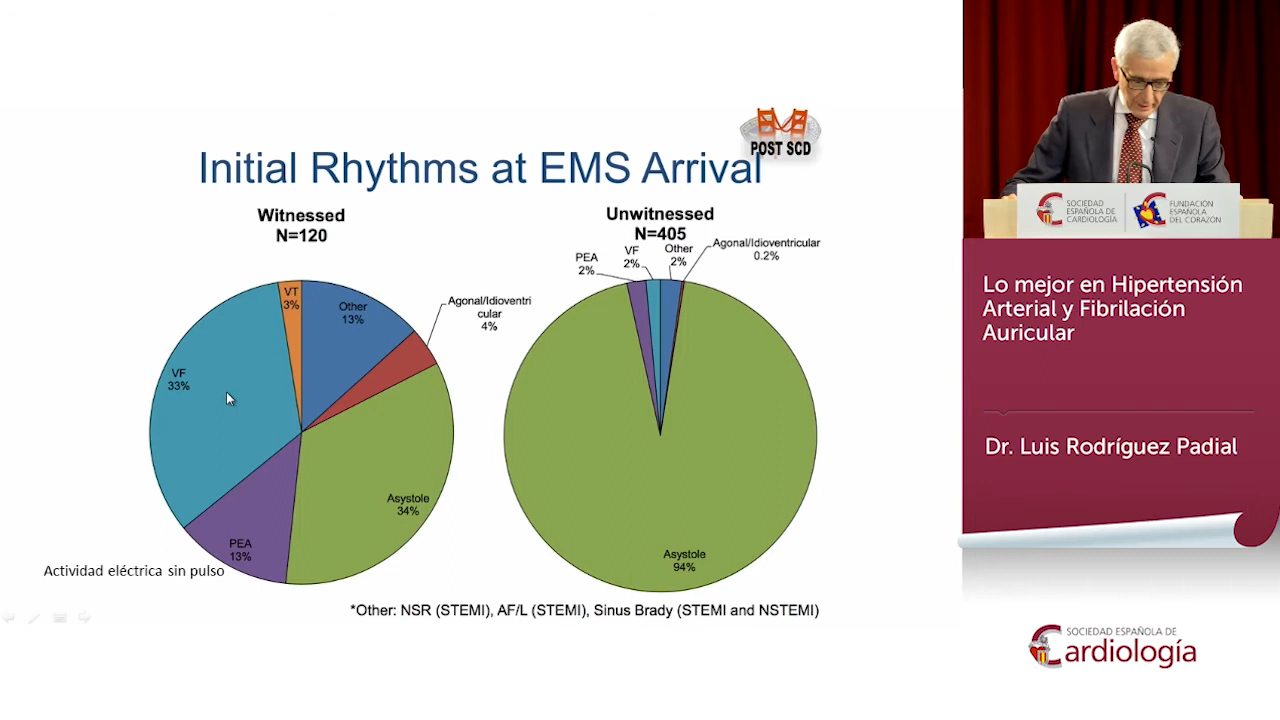 POST SCD
Initial Rhythms at EMS Arrival
Witnessed
N=120
VT
3%
Other
13%
Agonal/Idioventri
cular
4%
VF
33%
Asystole
34%
PEA
13%
Actividad eléctrica sin pulso
Unwitnessed
N=405
PEA
2%
VF
2%
Other
2%
Agonal/Idioventricular
0.2%
Asystole
94%
*Other: NSR (STEMI), AF/L (STEMI), Sinus Brady (STEMI and NSTEMI)
SOCIEDAD
ESPAÑOLA DE
CARDIOLOGÍA
FUNDACIÓN
ESPAÑOLA
DEL CORAZÓN
Lo mejor en Hipertensión
Arterial y Fibrilación
Auricular
Dr. Luis Rodríguez Padial
SOCIEDAD ESPAÑOLA DE
Cardiología